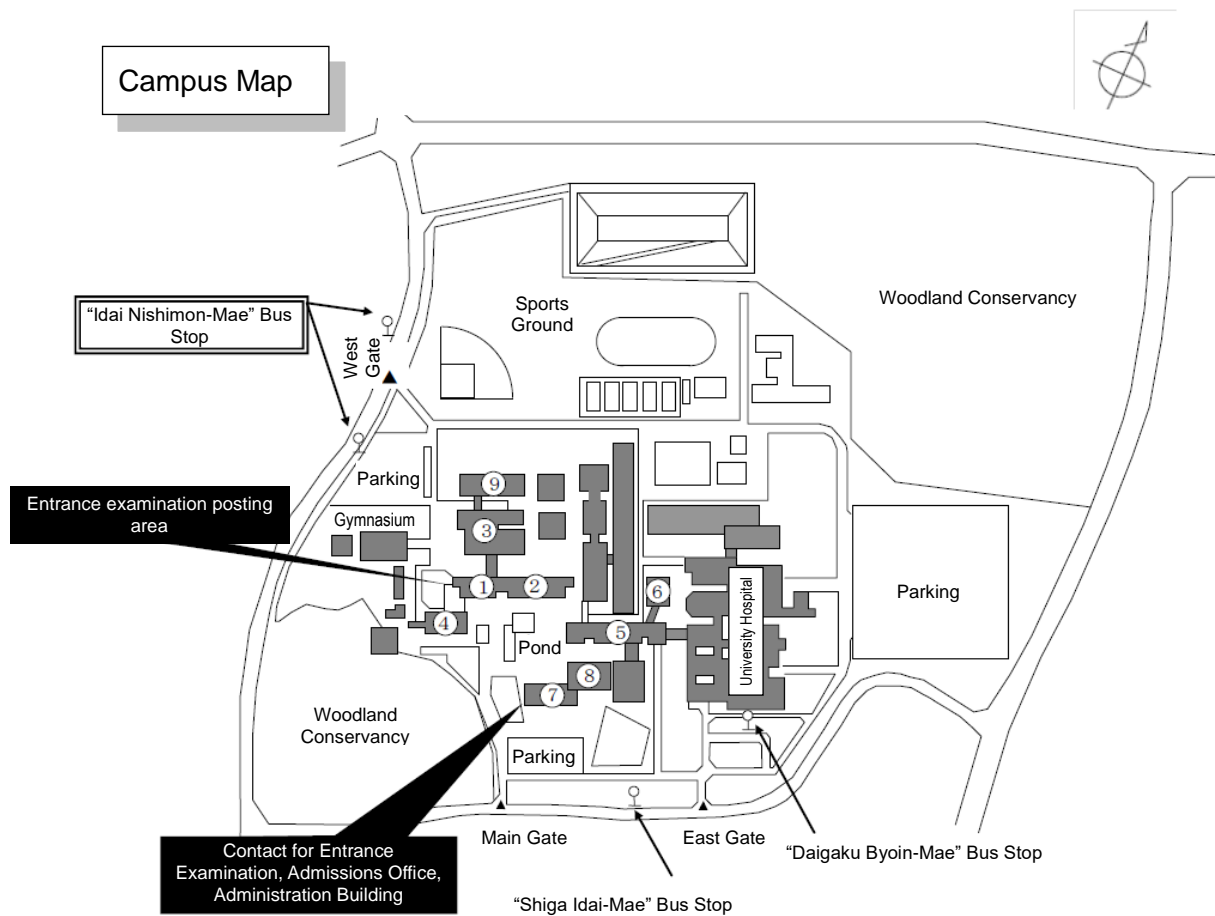 Campus Map
Woodland Conservancy
Sports
Ground
“Idai Nishimon-Mae” Bus
Stop
West
Gate
Parking
Entrance examination posting
area
Gymnasium
9
3
1
2
6
4
5
Parking
University Hospital
Pond
8
7
Woodland
Conservancy
Parking
Main Gate
East Gate
Contact for Entrance
Examination, Admissions Office,
Administration Building
“Daigaku Byoin-Mae” Bus Stop
“Shiga Idai-Mae” Bus Stop